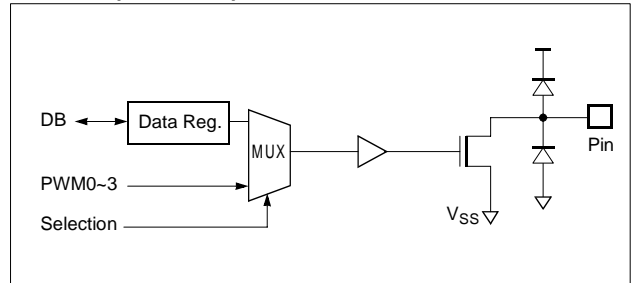 DB
Data Reg.
MUX
PWM0~3
Selection
VSS
Pin